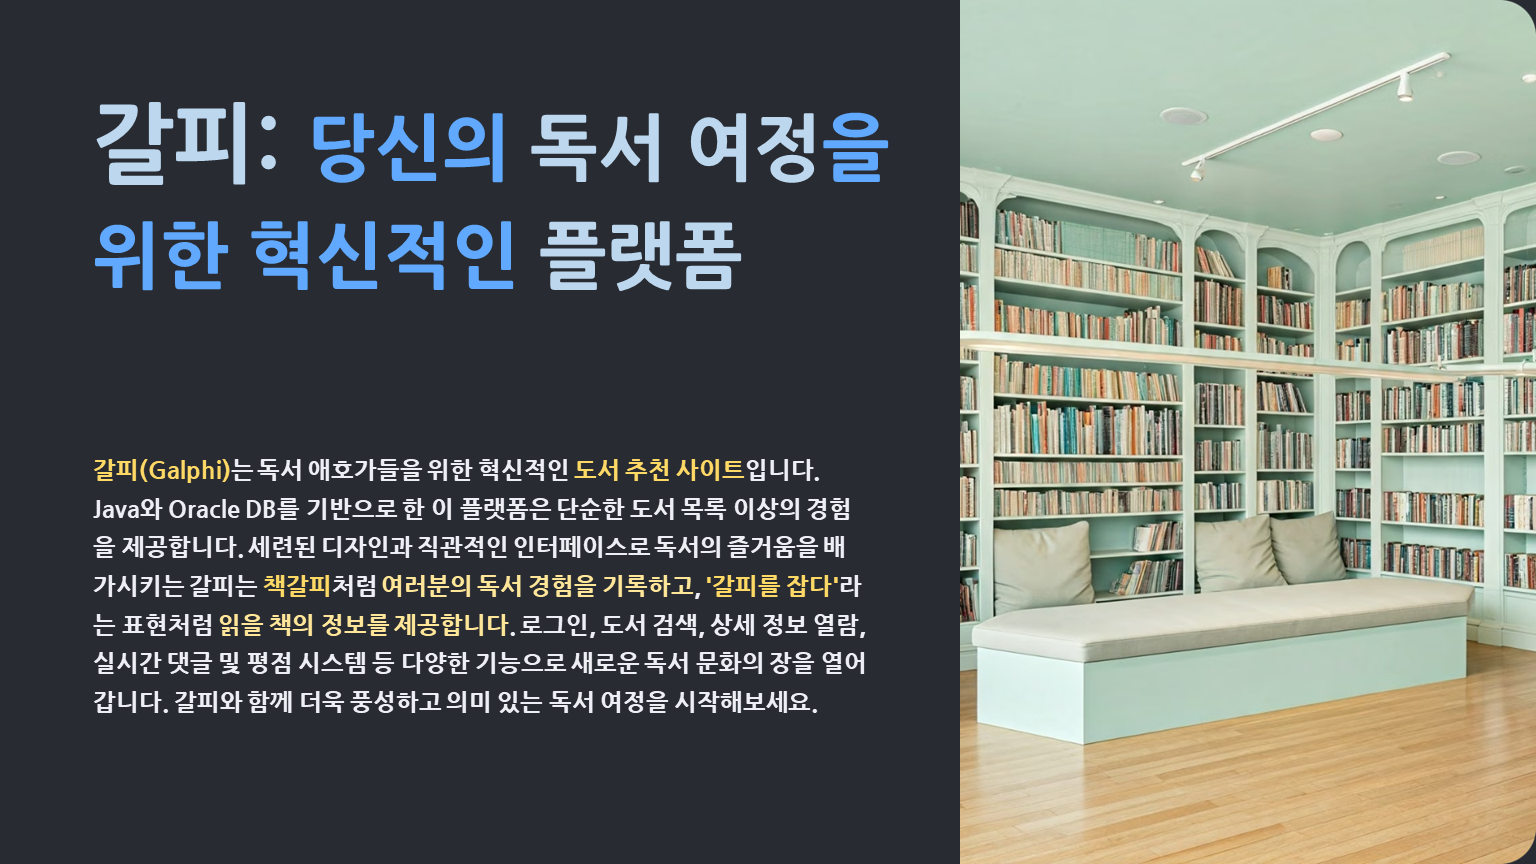 갈피: 당신의 독서 여정을
위한 혁신적인 플랫폼
갈피(Galphi)는 독서 애호가들을 위한 혁신적인 도서 추천 사이트입니다.
Java와 Oracle DB를 기반으로 한 이 플랫폼은 단순한 도서 목록 이상의 경험
을 제공합니다. 세련된 디자인과 직관적인 인터페이스로 독서의 즐거움을 배
가시키는 갈피는 책갈피처럼 여러분의 독서 경험을 기록하고, '갈피를 잡다'라
는 표현처럼 읽을 책의 정보를 제공합니다. 로그인, 도서 검색, 상세 정보 열람,
실시간 댓글 및 평점 시스템 등 다양한 기능으로 새로운 독서 문화의 장을 열어
갑니다. 갈피와 함께 더욱 풍성하고 의미 있는 독서 여정을 시작해보세요.